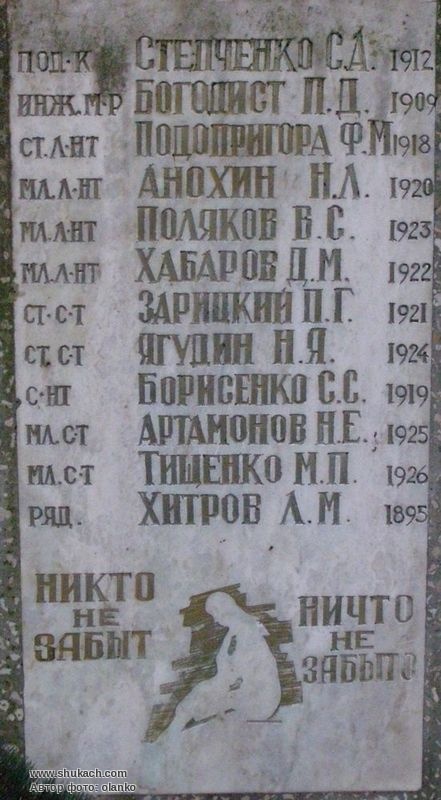 ПОД·К СТЕПЧЕНКО С.Д. 1912
ИНЖ.М·Р БОГОДИСТ П.Д. 1909
СТ.Л·НТ ПОДОПРИГОРА Ф.М 1918
МЛ.Л·НТ АНОХИН Н.Л. 1920
МЛ.Л·НТ ПОЛЯКОВ В.С. 1923
МЛ.Л·НТ ХАБАРОВ Д.М. 1922
СТ·С·Т ЗАРИЦКИЙ П.Г. 1921
СТ.С·Т ЯГУДИН Н.Я. 1924
С·НТ БОРИСЕНКО С.С. 1919
МЛ.СТ АРТАМОНОВ Н.Е. 1925
МЛ.С·Т ТИЩЕНКО М.П. 1926
РЯД. ХИТРОВ А.М. 1895
НИКТО
НЕ
ЗАБЫТ
НИЧТО
НЕ
ЗАБЫТО
www.shukach.com
Автор фото: olanko